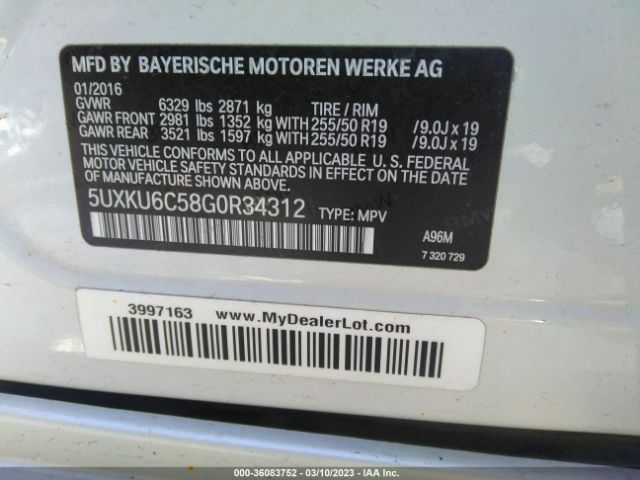 MFD BY BAYERISCHE MOTOREN WERKE AG
01/2016
GVWR 6329 lbs 2871 kg TIRE / RIM
GAWR FRONT 2981 lbs 1352 kg WITH 255/50 R19 /9.0J x 19
GAWR REAR 3521 lbs 1597 kg WITH 255/50 R19 /9.0J x 19
THIS VEHICLE CONFORMS TO ALL APPLICABLE U.S. FEDERAL
MOTOR VEHICLE SAFETY STANDARDS IN EFFECT ON THE DATE
OF MANUFACTURE SHOWN ABOVE.
5UXKU6C58G0R34312 TYPE: MPV
A96M
7 320 729
3997163 www.MyDealerLot.com
000-36083752 — 03/10/2023 — IAA Inc.